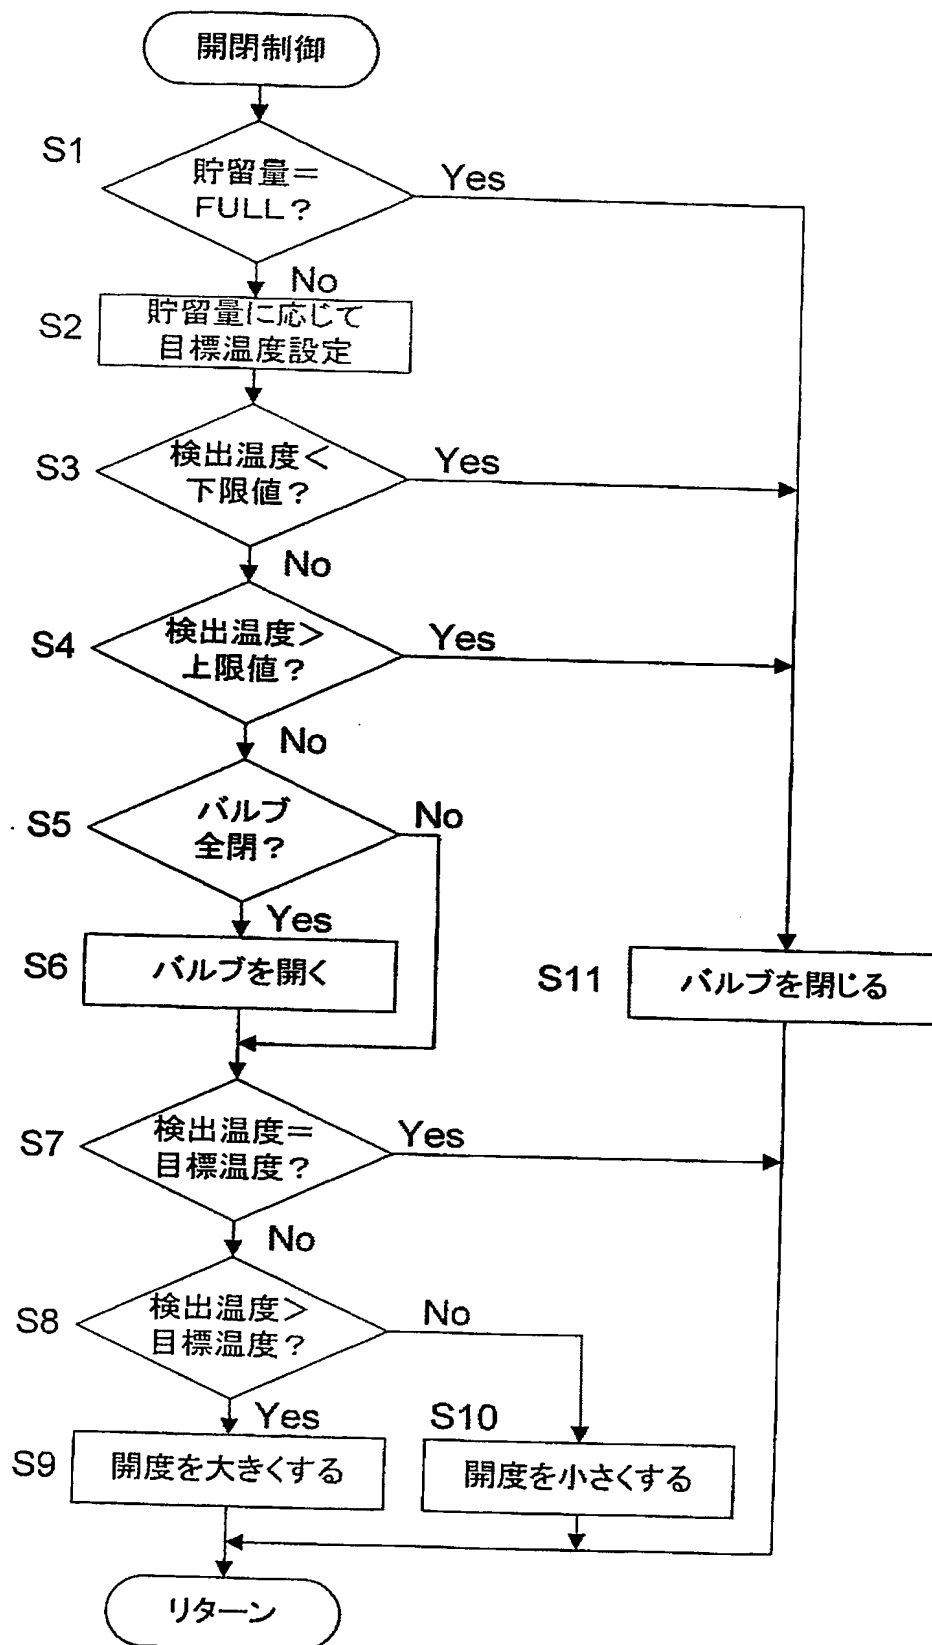 開閉制御
S1
貯留量＝
FULL？
Yes
No
S2
貯留量に応じて
目標温度設定
S3
検出温度＜
下限値？
Yes
No
S4
検出温度＞
上限値？
Yes
No
S5
バルブ
全閉？
No
Yes
S6
バルブを開く
S11
バルブを閉じる
S7
検出温度＝
目標温度？
Yes
No
S8
検出温度＞
目標温度？
No
Yes
S10
S9
開度を大きくする
開度を小さくする
リターン